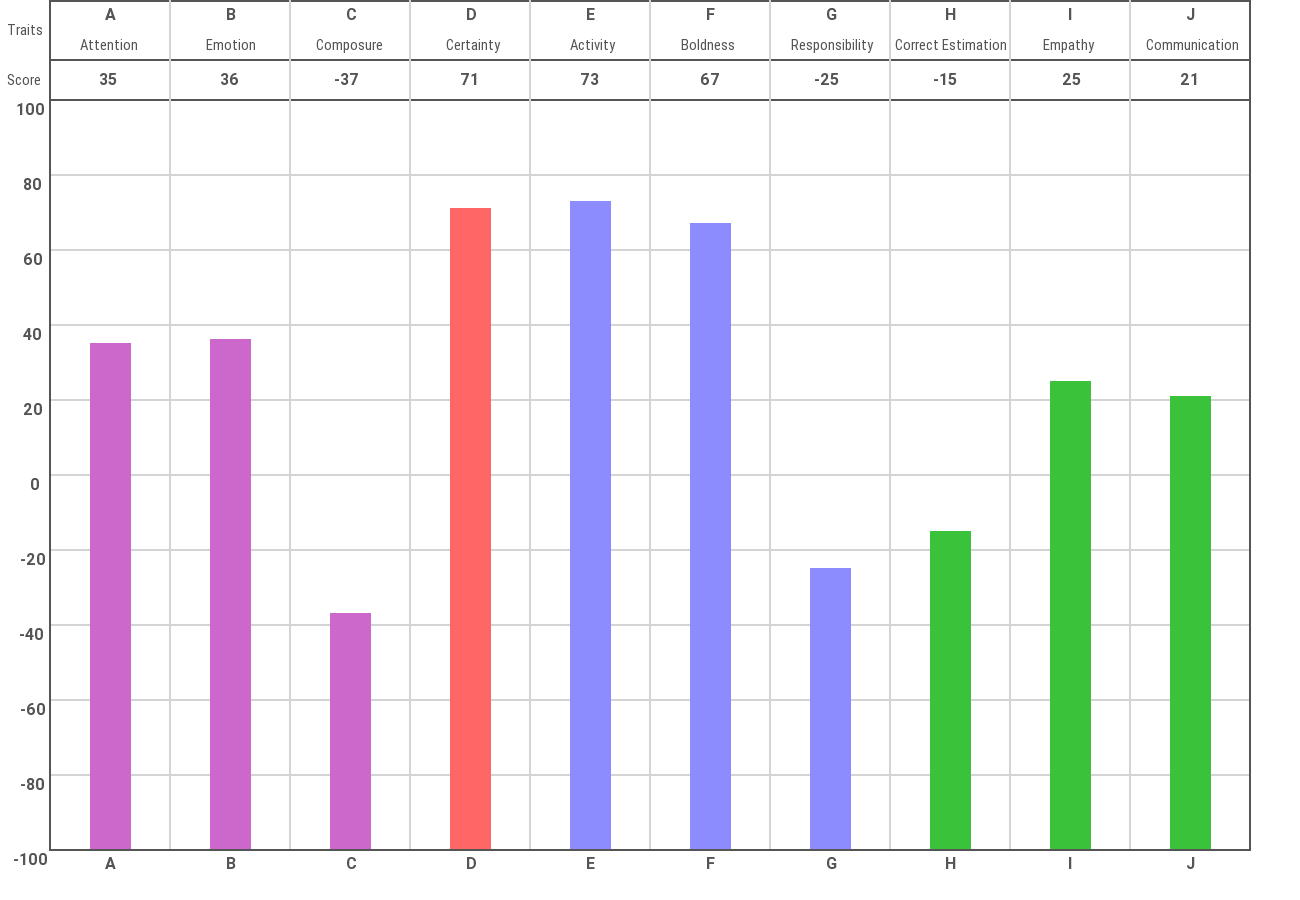 A B C D E F G H I J
Traits
Attention Emotion Composure Certainty Activity Boldness Responsibility Correct Estimation Empathy Communication
Score 35 36 -37 71 73 67 -25 -15 25 21
100
80
60
40
20
0
-20
-40
-60
-80
-100
A B C D E F G H I J